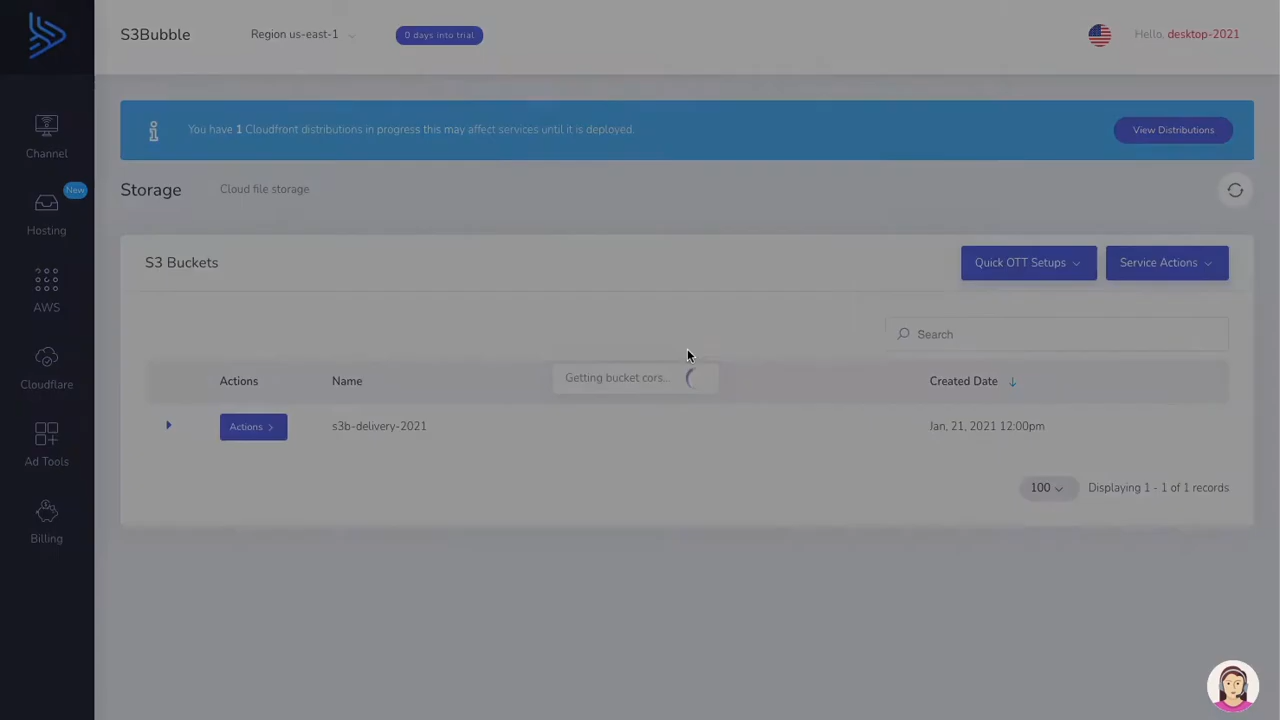 S3Bubble
Region us-east-1
0 days into trial
Hello, desktop-2021
You have 1 Cloudfront distributions in progress this may affect services until it is deployed.
View Distributions
Channel
Storage
Cloud file storage
New
Hosting
S3 Buckets
Quick OTT Setups
Service Actions
AWS
Search
Cloudflare
Actions
Name
Getting bucket cors...
Created Date
Actions
s3b-delivery-2021
Jan, 21, 2021 12:00pm
Ad Tools
100
Displaying 1 - 1 of 1 records
Billing